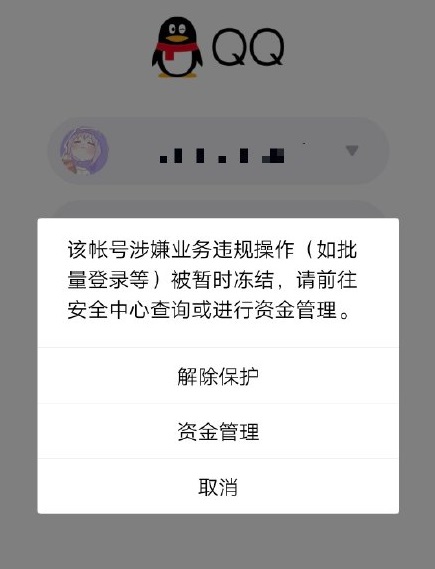 QQ
该帐号涉嫌业务违规操作（如批
量登录等）被暂时冻结，请前往
安全中心查询或进行资金管理。
解除保护
资金管理
取消